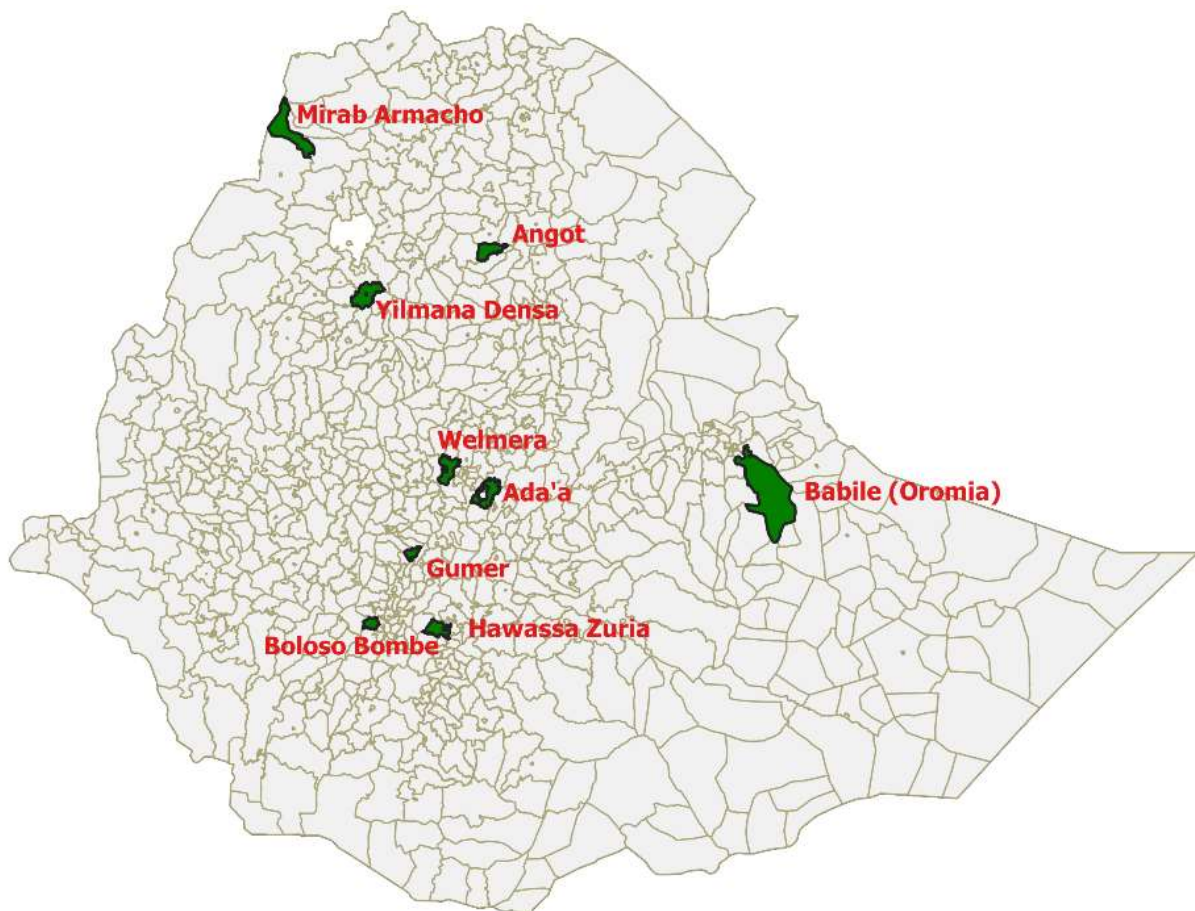 Mirab Armacho
Angot
Yilmana Densa
Welmera
Ada'a
Babile (Oromia)
Gumer
Hawassa Zuria
Boloso Bombe